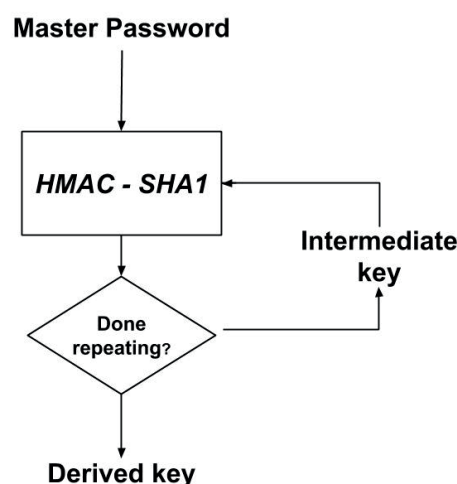 Master Password
HMAC - SHA1
Intermediate
key
Done
repeating?
Derived key